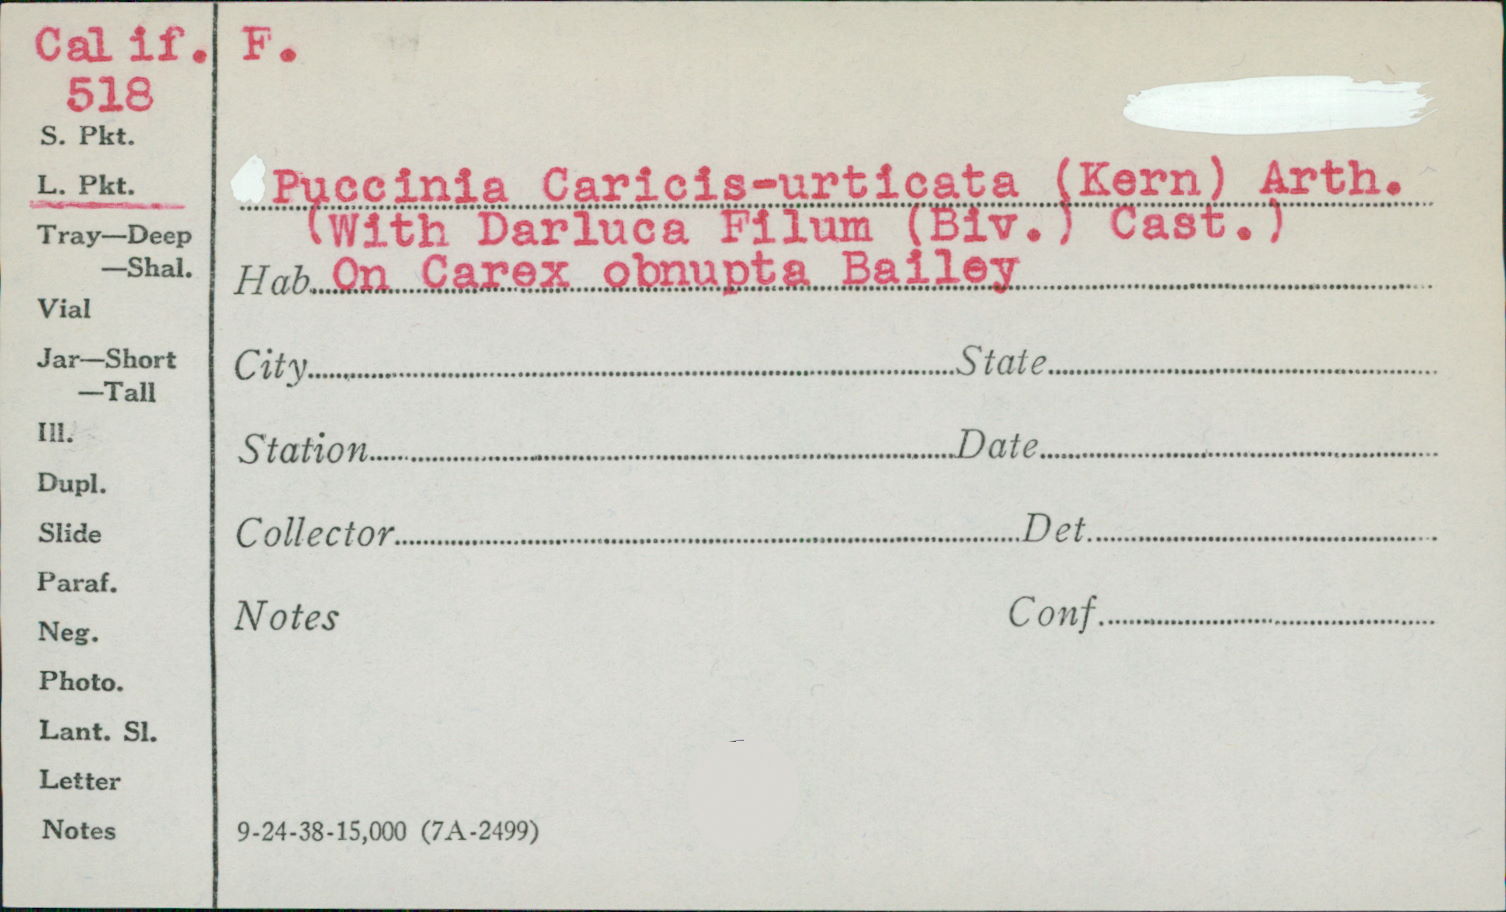 Calif. F.
518
S. Pkt.
L. Pkt.
Puccinia Caricis-urticata (Kern) Arth.
(With Darluca Filum (Biv.) Cast.)
Tray—Deep
—Shal.
Hab. On Carex obnupta Bailey
Vial
Jar—Short
—Tall
City State
Ill.
Station Date
Dupl.
Slide
Collector Det.
Paraf.
Neg.
Notes Conf.
Photo.
Lant. Sl.
Letter
Notes
9-24-38-15,000 (7A-2499)